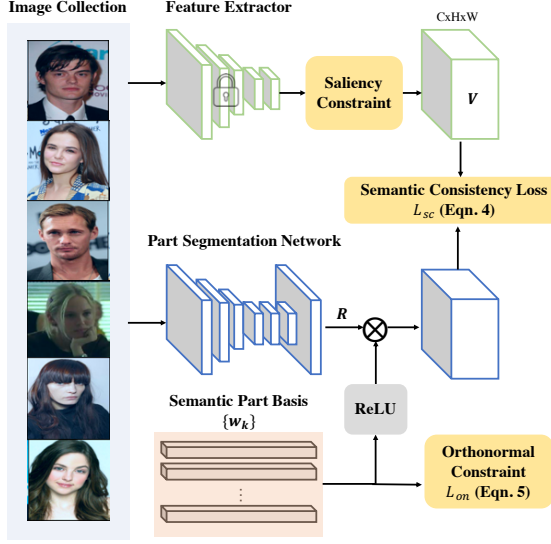 Image Collection
Feature Extractor
CxHxW
Saliency
Constraint
V
Semantic Consistency Loss
L_sc (Eqn. 4)
Part Segmentation Network
R
ReLU
Semantic Part Basis
{w_k}
⋮
Orthonormal
Constraint
L_on (Eqn. 5)